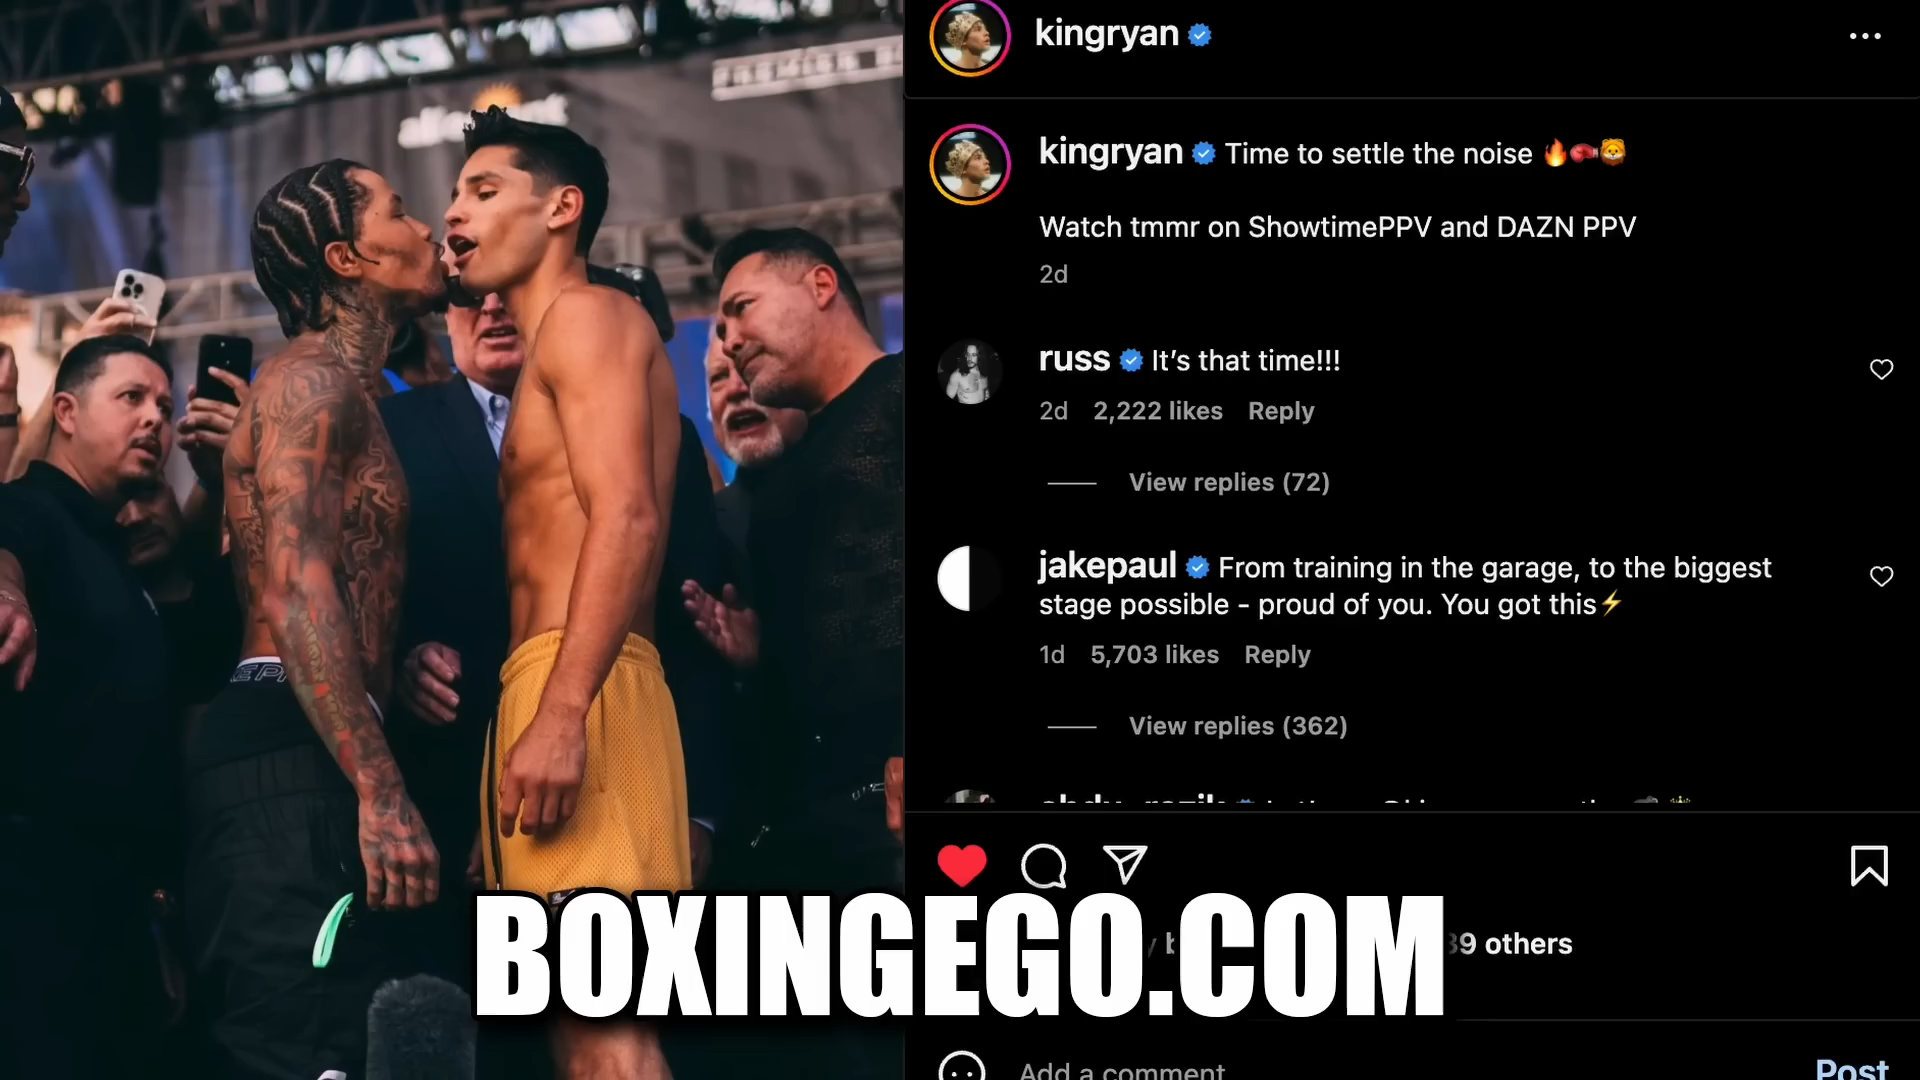 PREMIER B
kingryan
kingryan Time to settle the noise 🔥🥊🦁
Watch tmmr on ShowtimePPV and DAZN PPV
2d
russ It's that time!!!
2d 2,222 likes Reply
View replies (72)
jakepaul From training in the garage, to the biggest
stage possible - proud of you. You got this⚡
1d 5,703 likes Reply
View replies (362)
BOXINGEGO.COM
39 others
Add a comment
Post